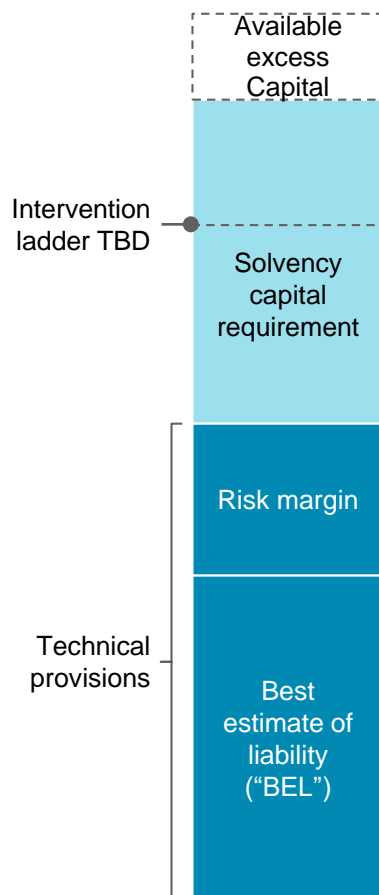 Available
excess
Capital
Intervention
ladder TBD
Solvency
capital
requirement
Risk margin
Technical
provisions
Best
estimate of
liability
(“BEL”)